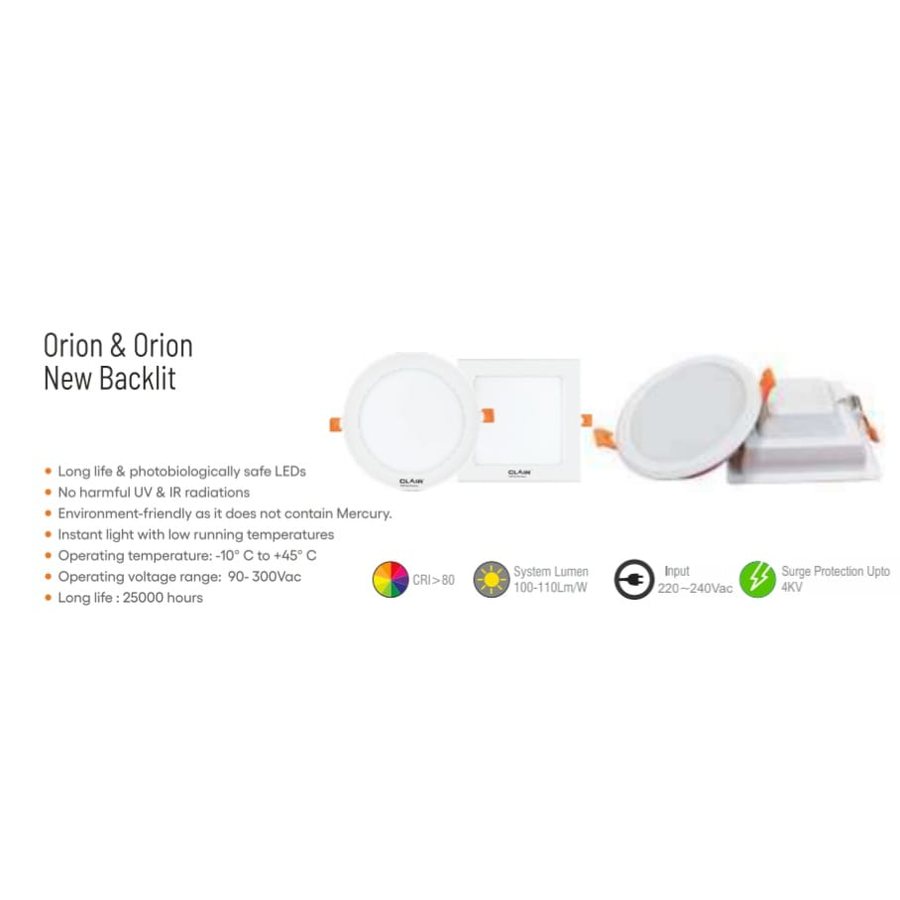 Orion & Orion
New Backlit
CLAIR
CLAIR
• Long life & photobiologically safe LEDs
• No harmful UV & IR radiations
• Environment-friendly as it does not contain Mercury.
• Instant light with low running temperatures
• Operating temperature: -10° C to +45° C
• Operating voltage range: 90- 300Vac
• Long life : 25000 hours
CRI>80
System Lumen
100-110Lm/W
Input
220~240Vac
Surge Protection Upto
4KV